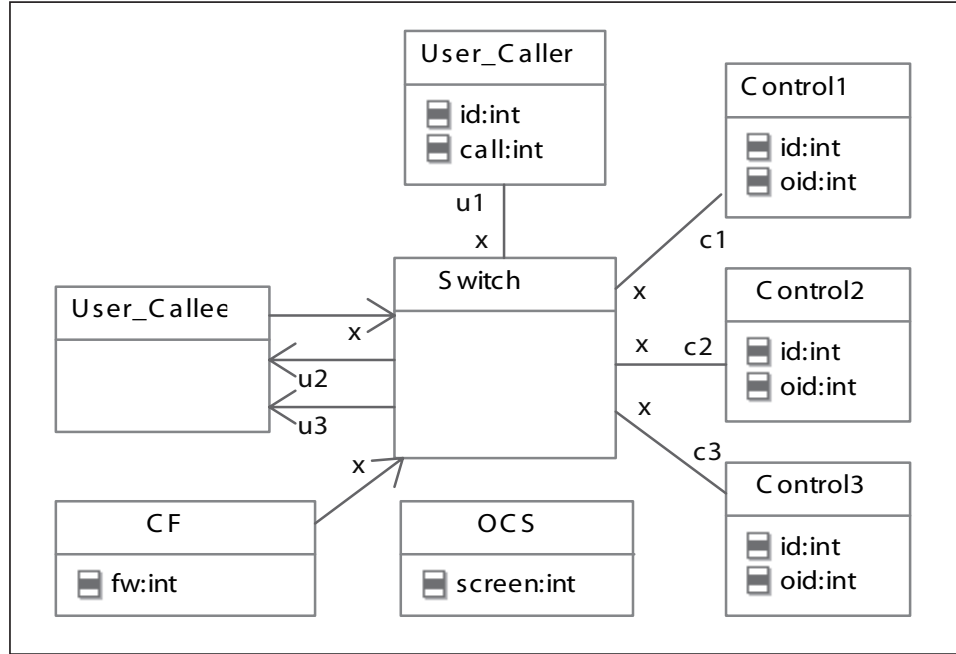 User_Caller
id:int
call:int
Control1
id:int
oid:int
u1
x
c1
x
Switch
User_Callee
x
u2
u3
x
Control2
id:int
oid:int
x
c2
x
c3
Control3
id:int
oid:int
CF
fw:int
OCS
screen:int